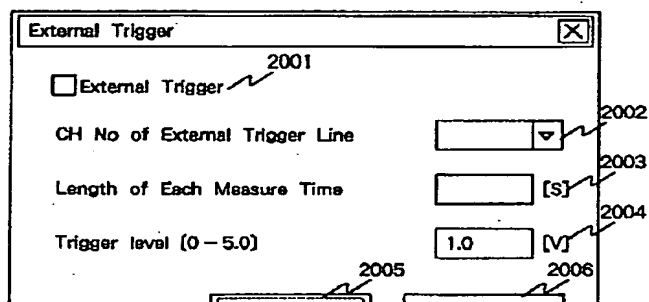 External Trigger
2001
External Trigger
CH No of External Trigger Line
2002
Length of Each Measure Time [S]
2003
Trigger level (0 - 5.0) 1.0 [V]
2004
2005 2006